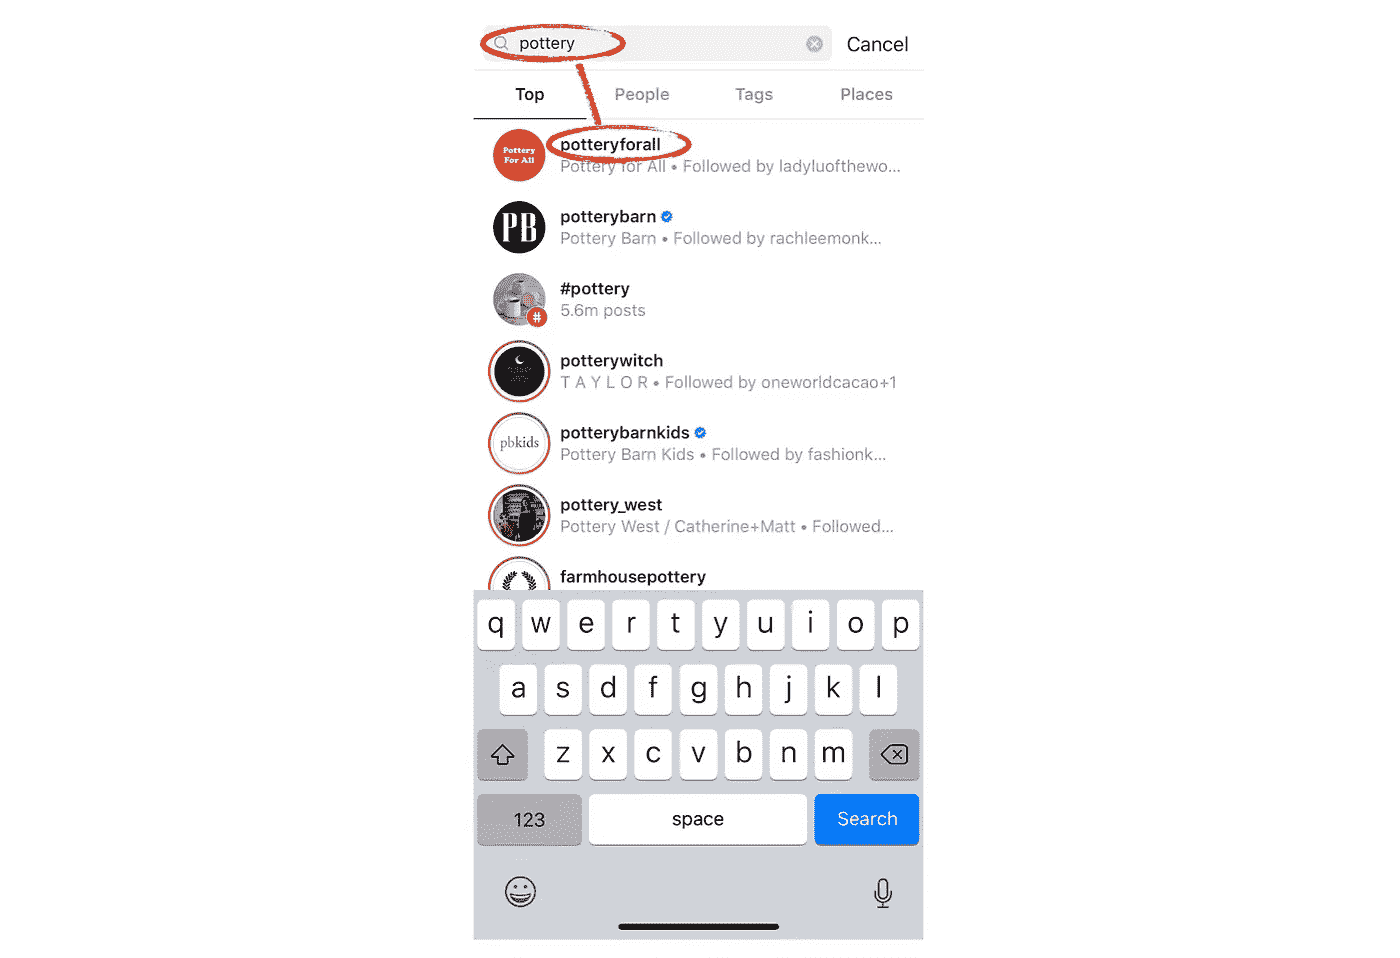 pottery
Cancel
Top People Tags Places
Pottery
For All
potteryforall
Pottery for All • Followed by ladyluofthewo...
PB
potterybarn
Pottery Barn • Followed by rachleemonk...
#pottery
5.6m posts
#
potterywitch
T A Y L O R • Followed by oneworldcacao+1
pbkids
potterybarnkids
Pottery Barn Kids • Followed by fashionk...
pottery_west
Pottery West / Catherine+Matt • Followed...
farmhousepottery
q w e r t y u i o p
a s d f g h j k l
z x c v b n m
123 space Search